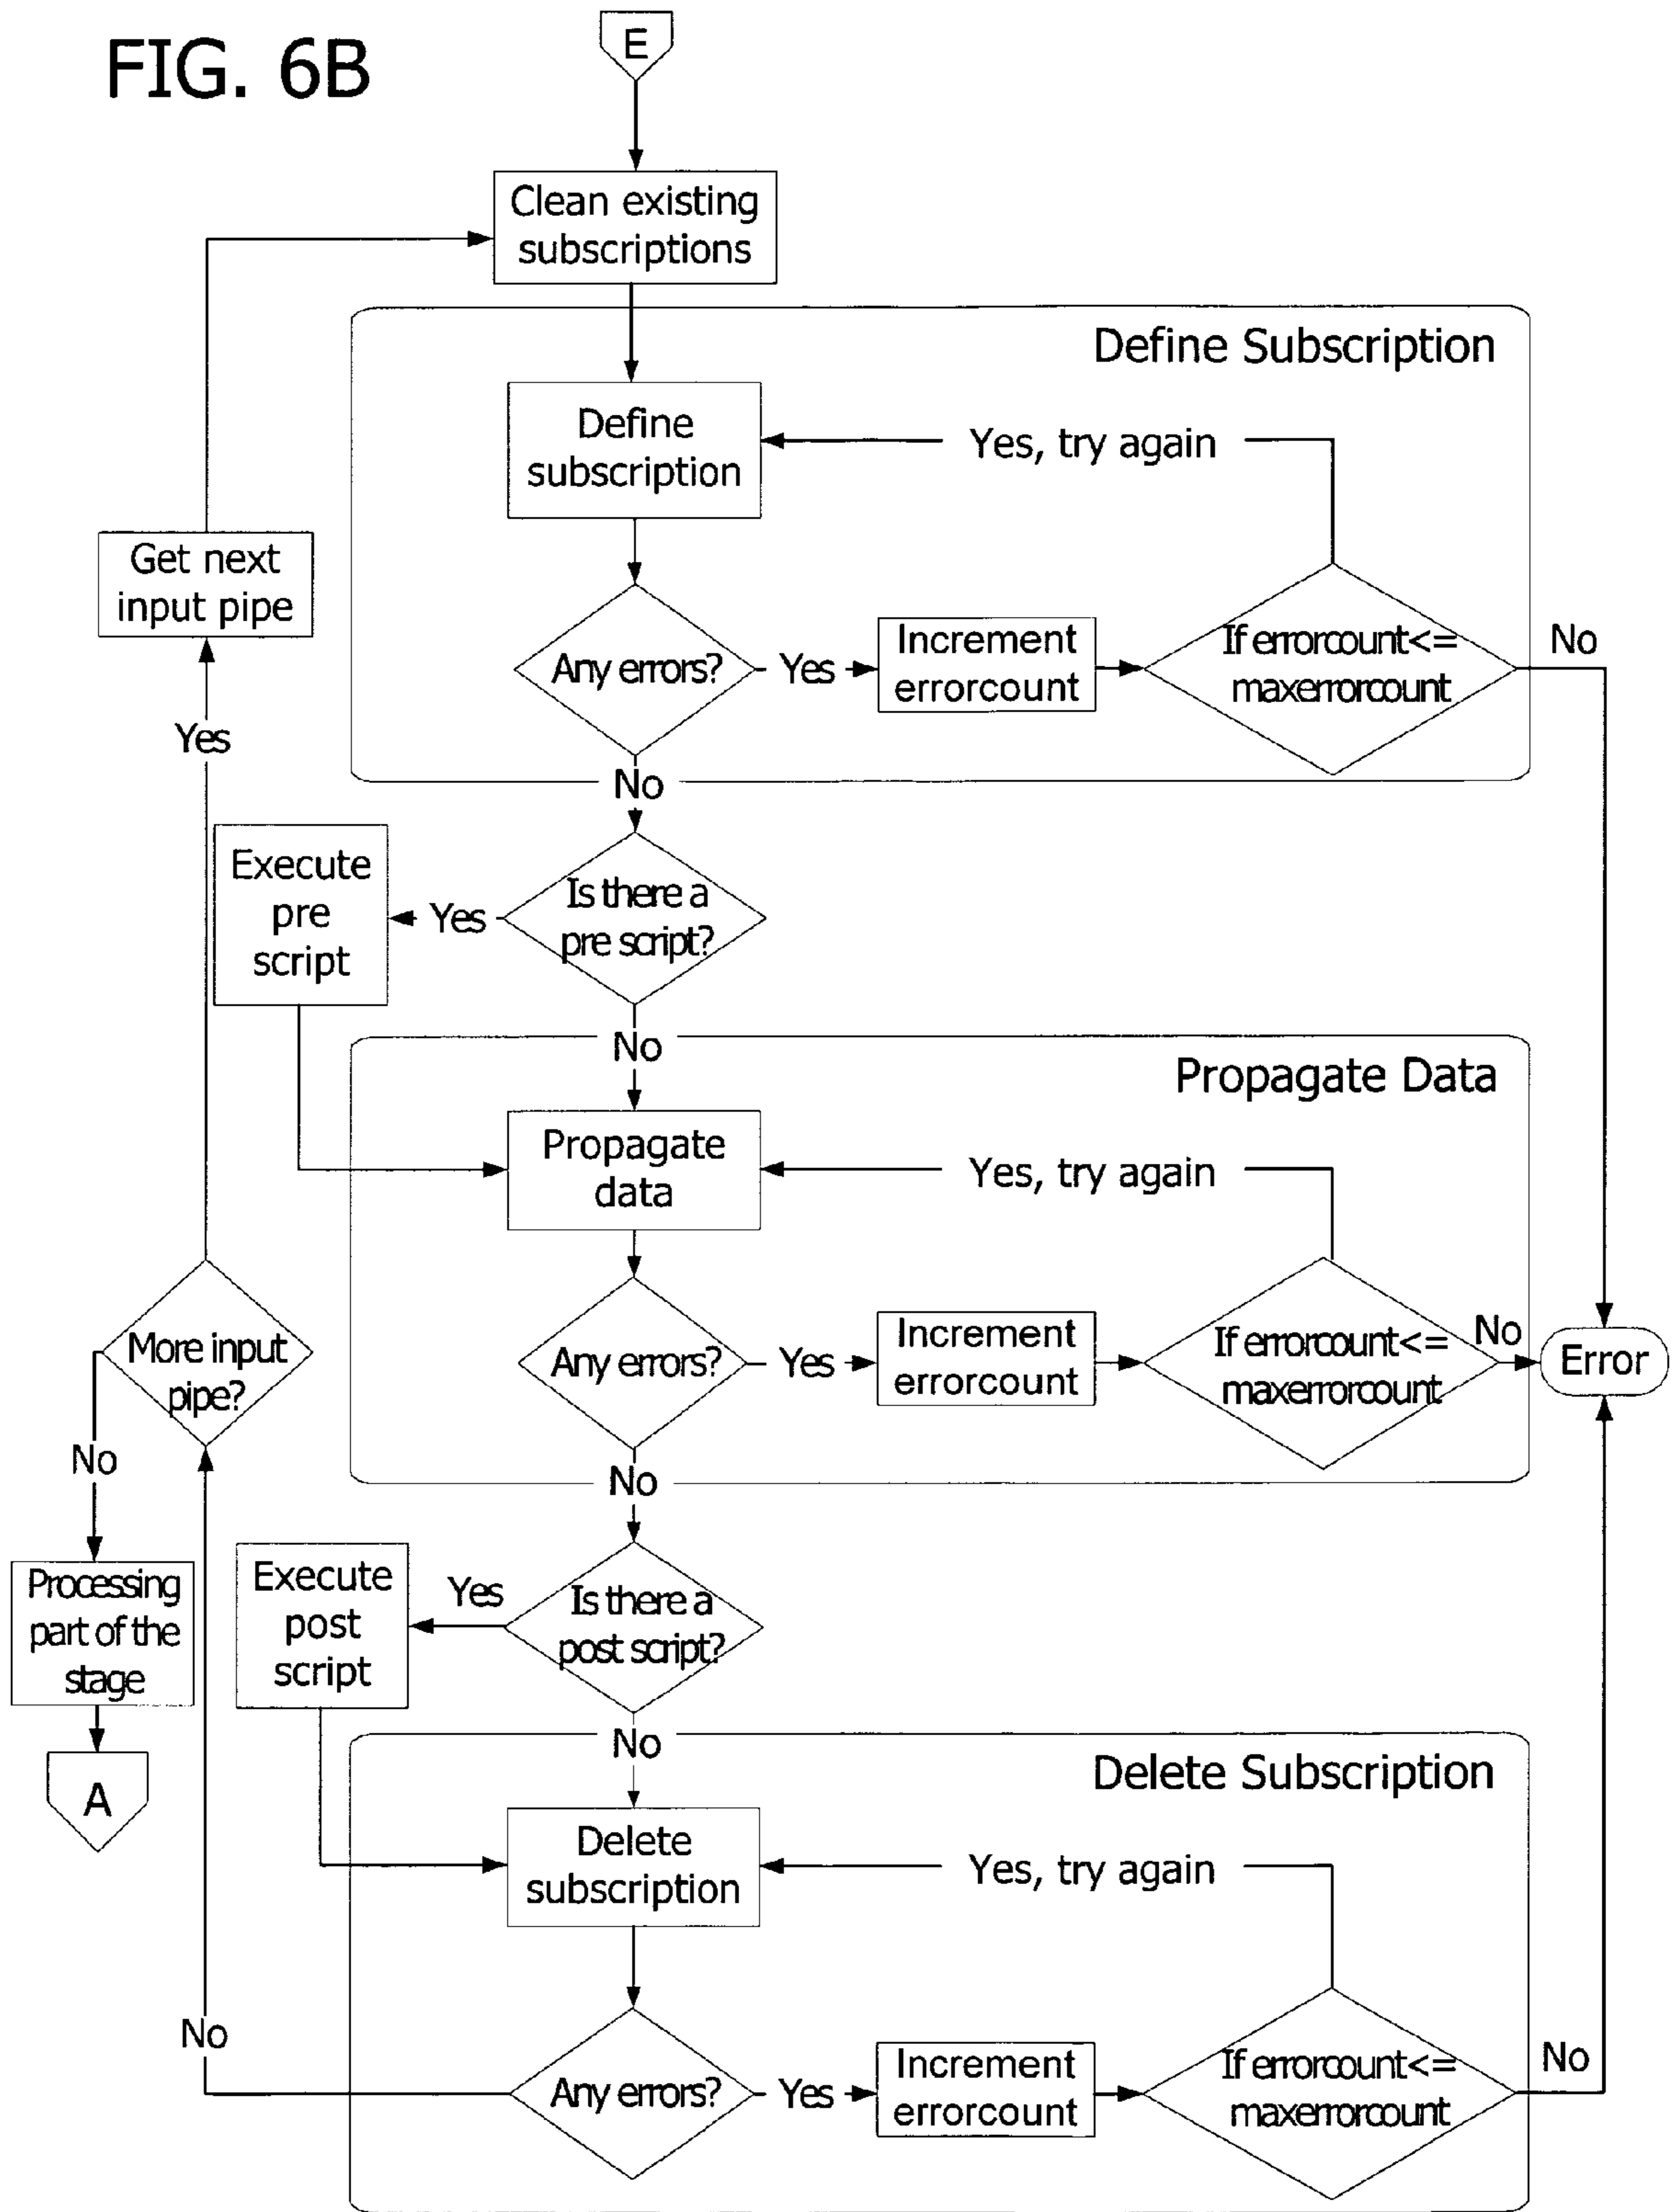 FIG. 6B
E
Clean existing
subscriptions
Define Subscription
Define
subscription
Yes, try again
Get next
input pipe
Any errors?
Yes
Increment
errorcount
If errorcount<=
maxerrorcount
No
Yes
No
Execute
pre
script
Yes
Is there a
pre script?
No
Propagate Data
Propagate
data
Yes, try again
More input
pipe?
Any errors?
Yes
Increment
errorcount
If errorcount<=
maxerrorcount
No
Error
No
No
Processing
part of the
stage
A
Execute
post
script
Yes
Is there a
post script?
No
Delete Subscription
Delete
subscription
Yes, try again
No
Any errors?
Yes
Increment
errorcount
If errorcount<=
maxerrorcount
No